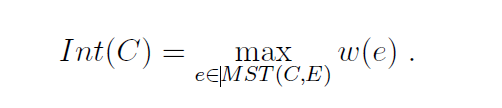 Int(C) = max_{e∈|MST(C,E)} w(e) .